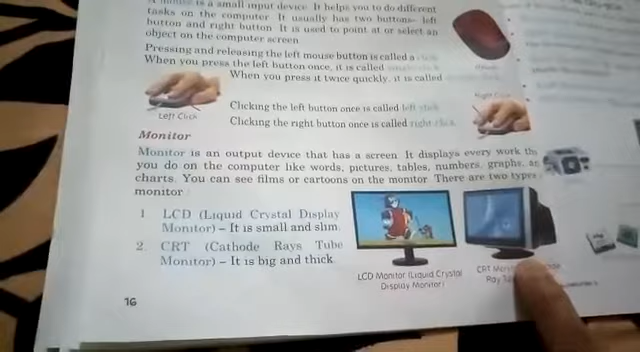 mouse is a small input device. It helps you to do different
tasks on the computer. It usually has two buttons– left
button and right button. It is used to point at or select an
object on the computer screen.
Pressing and releasing the left mouse button is called a click
When you press the left button once, it is called
When you press it twice quickly, it is called
Left Click
Right Click
Clicking the left button once is called left click
Clicking the right button once is called right click.
Monitor
Monitor is an output device that has a screen. It displays every work
you do on the computer like words, pictures, tables, numbers, graphs,
charts. You can see films or cartoons on the monitor. There are two types
monitor
1 LCD (Liquid Crystal Display
Monitor) – It is small and slim.
2. CRT (Cathode Rays Tube
Monitor) – It is big and thick.
LCD Monitor (Liquid Crystal
Display Monitor)
CRT
Ray
16